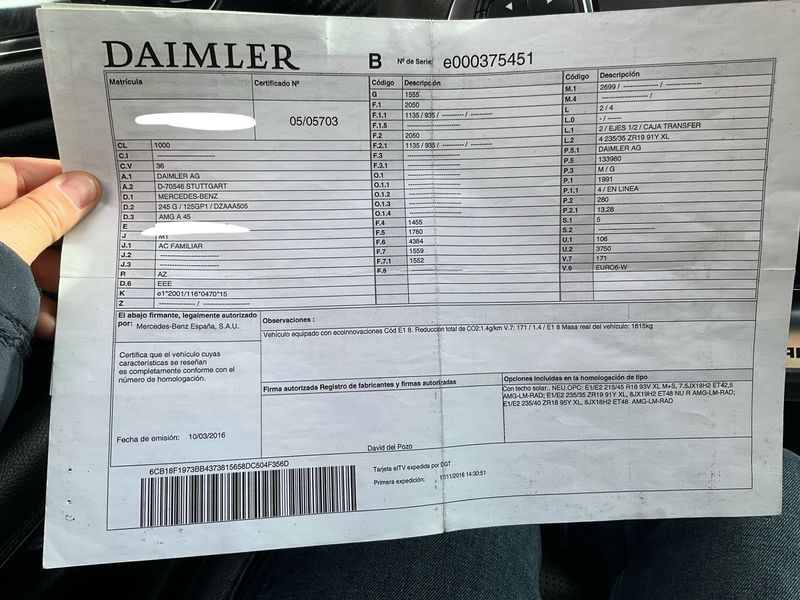 DAIMLER
B Nº de Serie: e000375451
Matrícula
Certificado Nº
05/05703
CL 1000
C.I --------------------
C.V 36
A.1 DAIMLER AG
A.2 D-70546 STUTTGART
D.1 MERCEDES-BENZ
D.2 245 G / 125GP1 / DZAAA505
D.3 AMG A 45
E
J M1
J.1 AC FAMILIAR
J.2 --------------------
J.3 --------------------
R AZ
D.6 EEE
K e1*2001/116*0470*15
Z ------------- / ------------------
Código Descripción
G 1555
F.1 2050
F.1.1 1135 / 935 / ---------- / ----------
F.1.5 --------------------
F.2 2050
F.2.1 1135 / 935 / ---------- / ----------
F.3 --------------------
F.3.1 --------------------
O.1 --------------------
O.1.1 --------------------
O.1.2 --------------------
O.1.3 --------------------
O.1.4 --------------------
F.4 1455
F.5 1780
F.6 4384
F.7 1559
F.7.1 1552
F.8 --------------------
Código Descripción
M.1 2699 / ---------------- / ----------------
M.4 --------------------/
L 2 / 4
L.0 - / ------
L.1 2 / EJES 1/2 / CAJA TRANSFER
L.2 4 235/35 ZR19 91Y XL
P.5.1 DAIMLER AG
P.5 133980
P.3 M / G
P.1 1991
P.1.1 4 / EN LINEA
P.2 280
P.2.1 13.28
S.1 5
S.2 --------------------
U.1 106
U.2 3750
V.7 171
V.9 EURO6-W
El abajo firmante, legalmente autorizado
por: Mercedes-Benz España, S.A.U.
Certifica que el vehículo cuyas
características se reseñan
es completamente conforme con el
número de homologación.
Fecha de emisión: 10/03/2016
Observaciones :
Vehículo equipado con ecoinnovaciones Cód E1 8. Reducción total de CO2:1.4g/km V.7: 171 / 1.4 / E1 8 Masa real del vehículo: 1615kg
Firma autorizada Registro de fabricantes y firmas autorizadas
David del Pozo
Opciones incluidas en la homologación de tipo
Con techo solar.. NEU.OPC: E1/E2 215/45 R18 93V XL M+S, 7.5JX18H2 ET42,5
AMG-LM-RAD; E1/E2 235/35 ZR19 91Y XL, 8JX19H2 ET48 NU R AMG-LM-RAD;
E1/E2 235/40 ZR18 95Y XL, 8JX18H2 ET48 AMG-LM-RAD
6CB18F1973BB4373815658DC504F356D
Tarjeta eITV expedida por DGT
Primera expedición: 11/11/2016 14:30:51